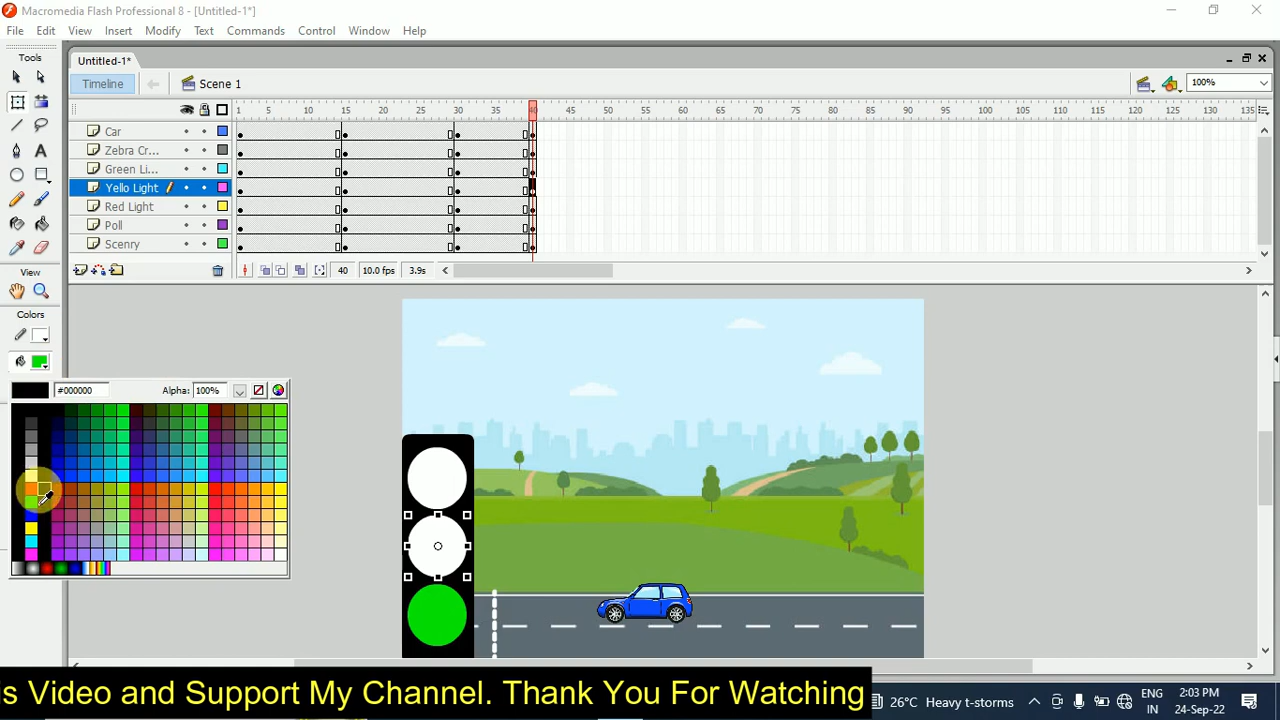 Macromedia Flash Professional 8 - [Untitled-1*]
File Edit View Insert Modify Text Commands Control Window Help
Tools
Untitled-1*
Timeline
Scene 1
100%
1 5 10 15 20 25 30 35 40 45 50 55 60 65 70 75 80 85 90 95 100 105 110 115 120 125 130 135
Car
Zebra Cr...
Green Li...
Yello Light
Red Light
Poll
Scenry
40 10.0 fps 3.9s
View
Colors
#000000 Alpha: 100%
is Video and Support My Channel. Thank You For Watching
26°C Heavy t-storms
ENG
IN
2:03 PM
24-Sep-22